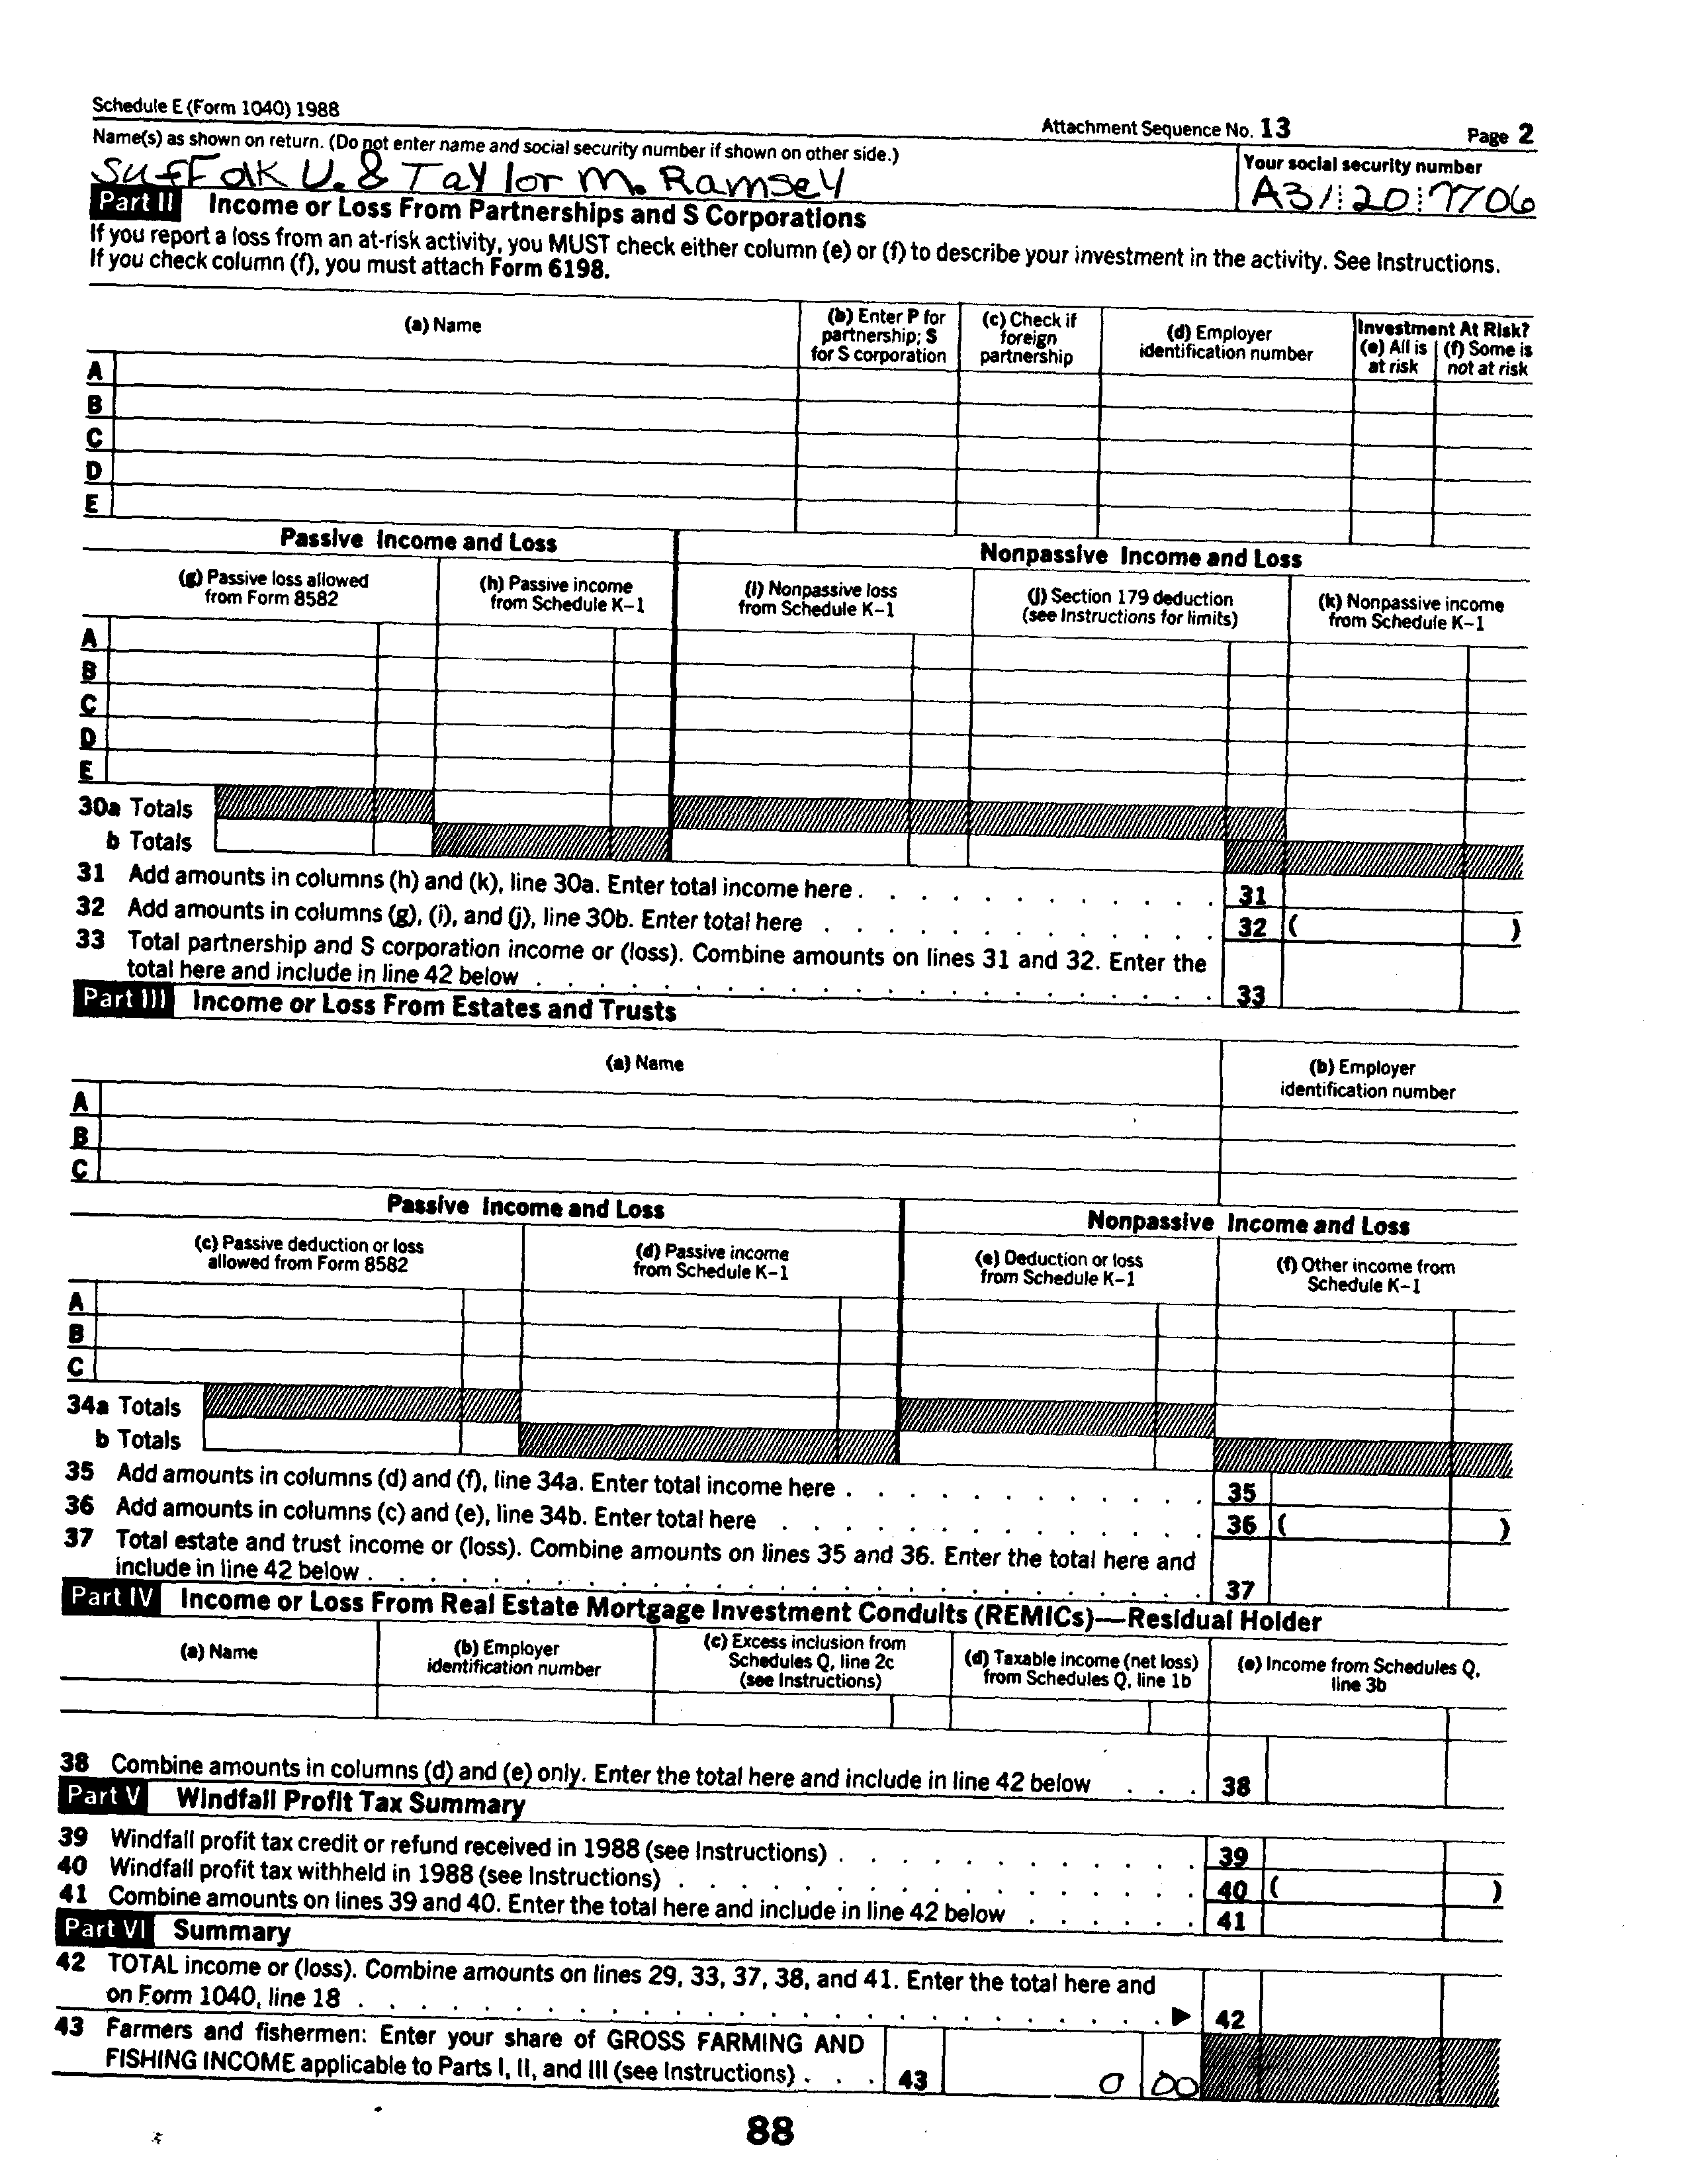 Schedule E (Form 1040) 1988
Attachment Sequence No. 13
Page 2
Name(s) as shown on return. (Do not enter name and social security number if shown on other side.)
Your social security number
SuffolK U. & Taylor M. Ramsey
A31 20 7706
Part II Income or Loss From Partnerships and S Corporations
If you report a loss from an at-risk activity, you MUST check either column (e) or (f) to describe your investment in the activity. See Instructions.
If you check column (f), you must attach Form 6198.
(a) Name
(b) Enter P for
partnership; S
for S corporation
(c) Check if
foreign
partnership
(d) Employer
identification number
Investment At Risk?
(e) All is
at risk
(f) Some is
not at risk
A
B
C
D
E
Passive Income and Loss
Nonpassive Income and Loss
(g) Passive loss allowed
from Form 8582
(h) Passive income
from Schedule K–1
(i) Nonpassive loss
from Schedule K–1
(j) Section 179 deduction
(see Instructions for limits)
(k) Nonpassive income
from Schedule K–1
A
B
C
D
E
30a Totals
b Totals
31 Add amounts in columns (h) and (k), line 30a. Enter total income here . . . . . . . . . . . . 31
32 Add amounts in columns (g), (i), and (j), line 30b. Enter total here . . . . . . . . . . . . . 32 ( )
33 Total partnership and S corporation income or (loss). Combine amounts on lines 31 and 32. Enter the
total here and include in line 42 below . . . . . . . . . . . . . . . . . . . . . . 33
Part III Income or Loss From Estates and Trusts
(a) Name
(b) Employer
identification number
A
B
C
Passive Income and Loss
Nonpassive Income and Loss
(c) Passive deduction or loss
allowed from Form 8582
(d) Passive income
from Schedule K–1
(e) Deduction or loss
from Schedule K–1
(f) Other income from
Schedule K–1
A
B
C
34a Totals
b Totals
35 Add amounts in columns (d) and (f), line 34a. Enter total income here . . . . . . . . . . . . 35
36 Add amounts in columns (c) and (e), line 34b. Enter total here . . . . . . . . . . . . . . 36 ( )
37 Total estate and trust income or (loss). Combine amounts on lines 35 and 36. Enter the total here and
include in line 42 below . . . . . . . . . . . . . . . . . . . . . . . . . . . 37
Part IV Income or Loss From Real Estate Mortgage Investment Conduits (REMICs)—Residual Holder
(a) Name
(b) Employer
identification number
(c) Excess inclusion from
Schedules Q, line 2c
(see Instructions)
(d) Taxable income (net loss)
from Schedules Q, line 1b
(e) Income from Schedules Q,
line 3b
38 Combine amounts in columns (d) and (e) only. Enter the total here and include in line 42 below . . . 38
Part V Windfall Profit Tax Summary
39 Windfall profit tax credit or refund received in 1988 (see Instructions) . . . . . . . . . . . . 39
40 Windfall profit tax withheld in 1988 (see Instructions) . . . . . . . . . . . . . . . . . 40 ( )
41 Combine amounts on lines 39 and 40. Enter the total here and include in line 42 below . . . . . . 41
Part VI Summary
42 TOTAL income or (loss). Combine amounts on lines 29, 33, 37, 38, and 41. Enter the total here and
on Form 1040, line 18 . . . . . . . . . . . . . . . . . . . . . . . . . . . ▶ 42
43 Farmers and fishermen: Enter your share of GROSS FARMING AND
FISHING INCOME applicable to Parts I, II, and III (see Instructions) . . . . 43 0 00
88